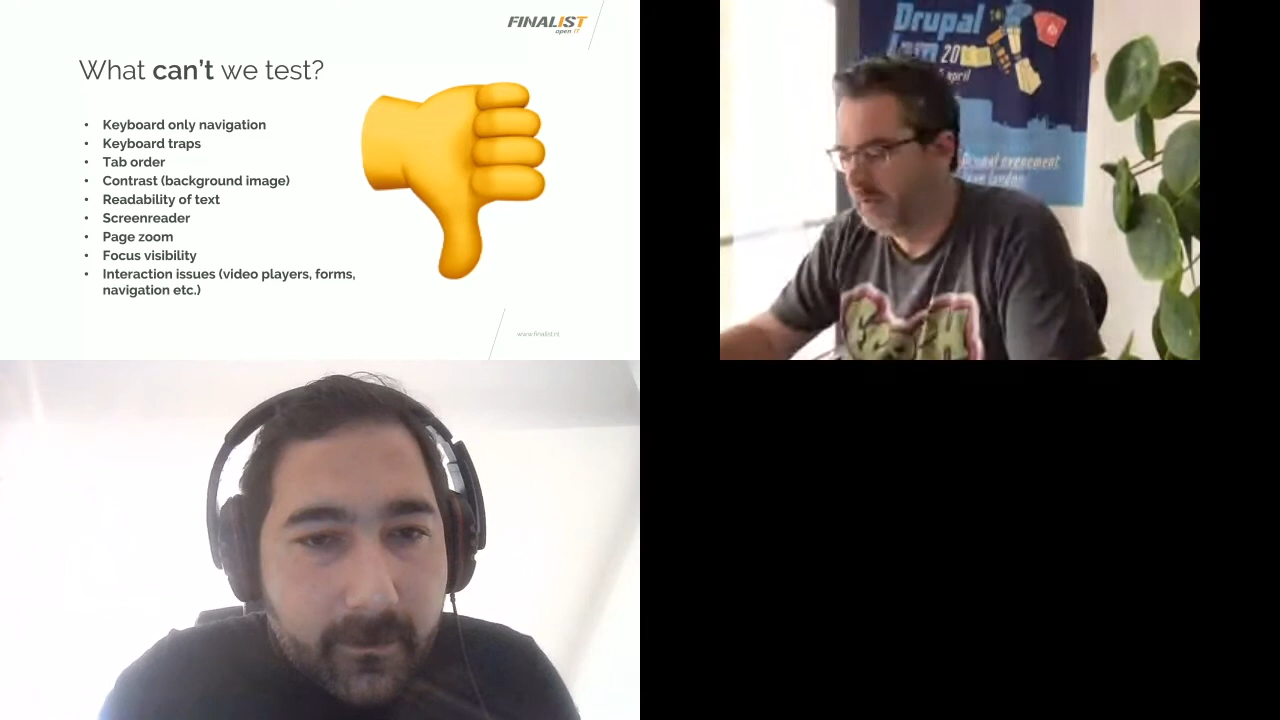 FINALIST
open IT
What can't we test?
• Keyboard only navigation
• Keyboard traps
• Tab order
• Contrast (background image)
• Readability of text
• Screenreader
• Page zoom
• Focus visibility
• Interaction issues (video players, forms,
navigation etc.)
www.finalist.nl
Drupal
Jam
april